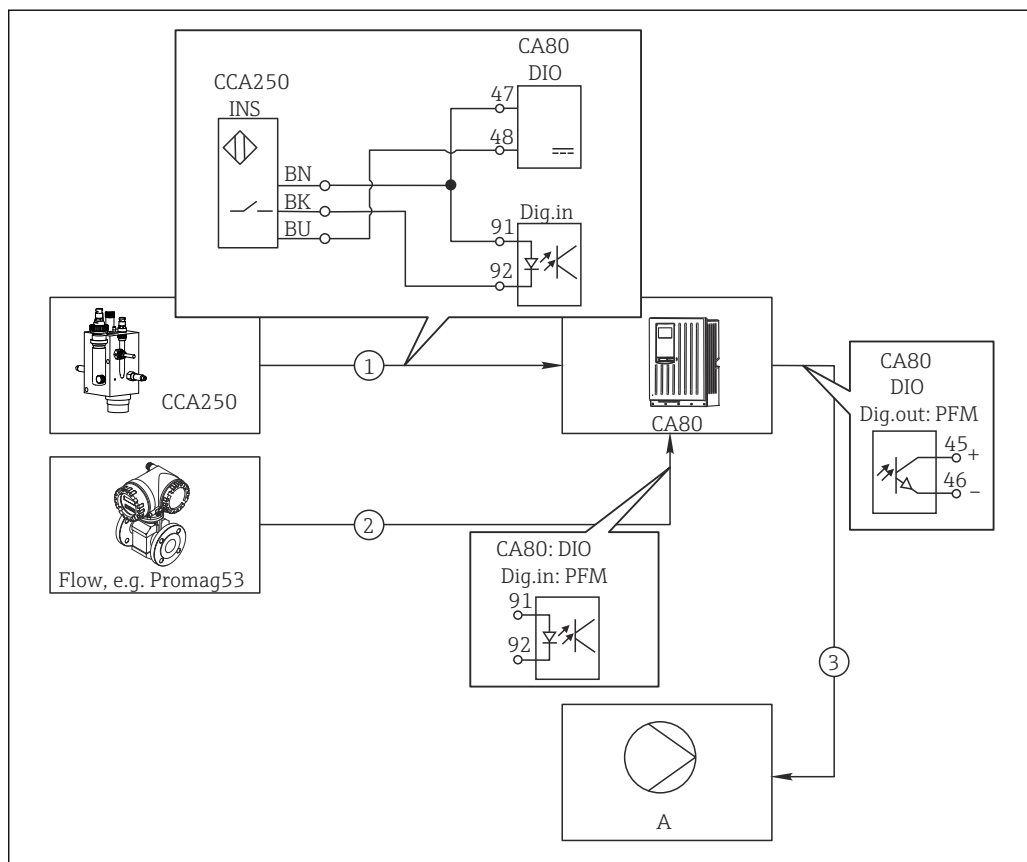 CCA250
INS
CA80
DIO
47
48
BN
BK
BU
Dig.in
91
92
CCA250
1
CA80
CA80
DIO
Dig.out: PFM
45 +
46 −
Flow, e.g. Promag53
2
CA80: DIO
Dig.in: PFM
91
92
3
A